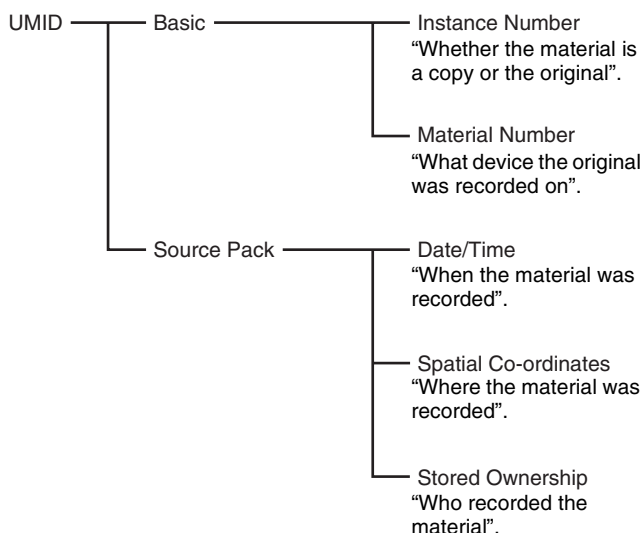 UMID
Basic
Instance Number
“Whether the material is
a copy or the original”.
Material Number
“What device the original
was recorded on”.
Source Pack
Date/Time
“When the material was
recorded”.
Spatial Co-ordinates
“Where the material was
recorded”.
Stored Ownership
“Who recorded the
material”.